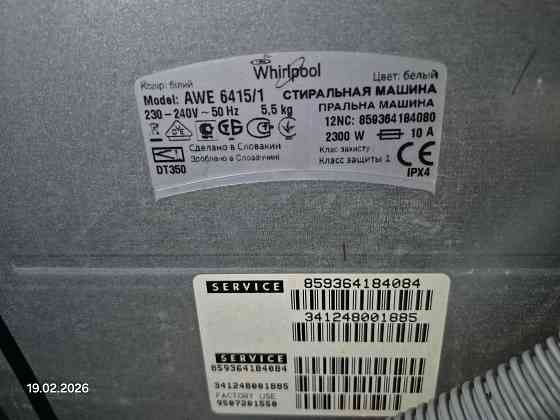 Whirlpool
Колір: білий
Цвет: белый
Model: AWE 6415/1 СТИРАЛЬНАЯ МАШИНА
230-240V~50 Hz 5,5 kg ПРАЛЬНА МАШИНА
12NC: 859364184080
2300 W 10 A
Сделано в Словакии
Зроблено в Словаччині
Клас захисту
Класс защиты 1
CE
DT350
IPX4
SERVICE 859364184084
341248001885
SERVICE
859364184084
341248001885
FACTORY USE
9507201550
19.02.2026